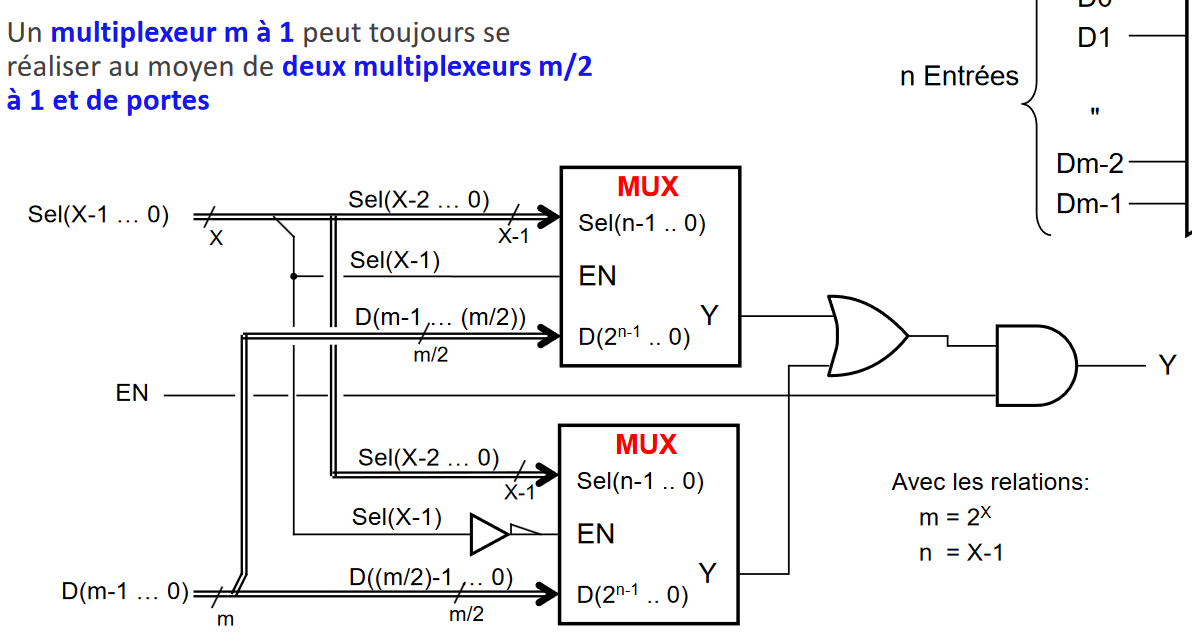 Un multiplexeur m à 1 peut toujours se
réaliser au moyen de deux multiplexeurs m/2
à 1 et de portes
D0
D1
n Entrées
"
Dm-2
Dm-1
Sel(X-1 ... 0)
X
Sel(X-2 ... 0)
X-1
Sel(X-1)
D(m-1 ... (m/2))
m/2
MUX
Sel(n-1 .. 0)
EN
Y
D(2ⁿ⁻¹ .. 0)
EN
Y
Sel(X-2 ... 0)
X-1
Sel(X-1)
D((m/2)-1 ... 0)
m/2
D(m-1 ... 0)
m
MUX
Sel(n-1 .. 0)
EN
Y
D(2ⁿ⁻¹ .. 0)
Avec les relations:
m = 2ˣ
n = X-1